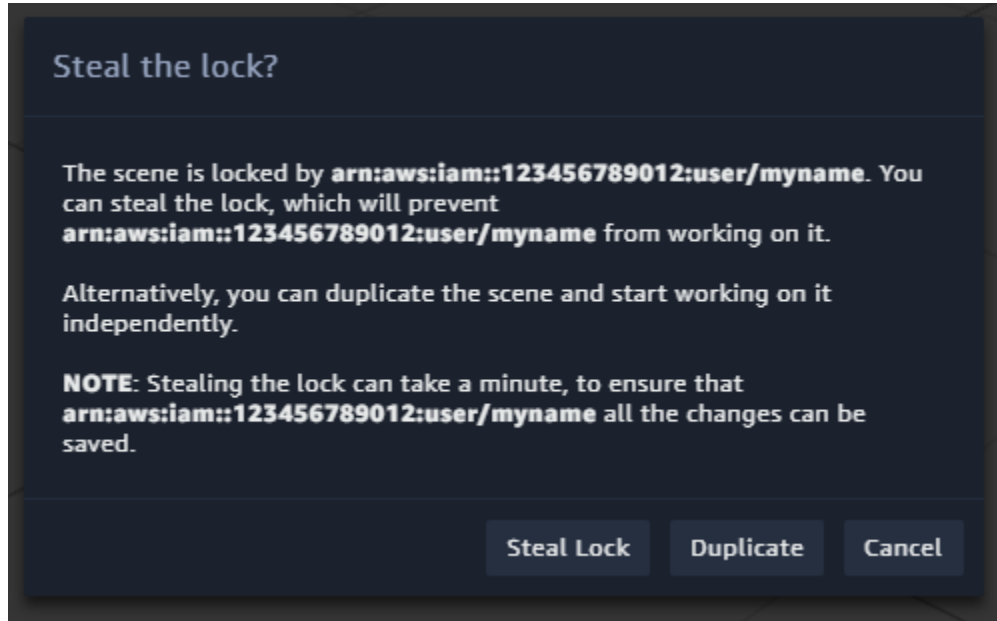 Steal the lock?
The scene is locked by arn:aws:iam::123456789012:user/myname. You
can steal the lock, which will prevent
arn:aws:iam::123456789012:user/myname from working on it.
Alternatively, you can duplicate the scene and start working on it
independently.
NOTE: Stealing the lock can take a minute, to ensure that
arn:aws:iam::123456789012:user/myname all the changes can be
saved.
Steal Lock Duplicate Cancel